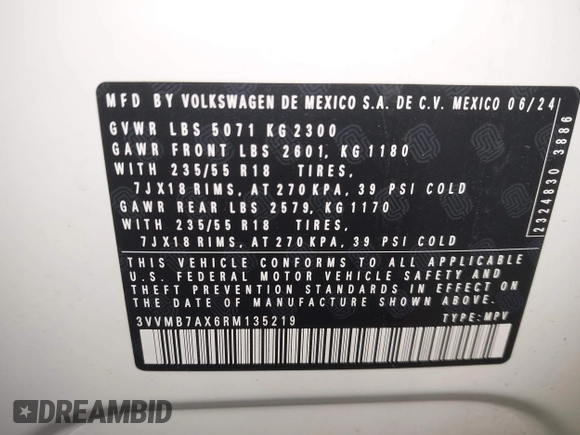 MFD BY VOLKSWAGEN DE MEXICO S.A. DE C.V. MEXICO 06/24
GVWR LBS 5071 KG 2300
GAWR FRONT LBS 2601, KG 1180
WITH 235/55 R18 TIRES,
7JX18 RIMS, AT 270 KPA, 39 PSI COLD
GAWR REAR LBS 2579, KG 1170
WITH 235/55 R18 TIRES,
7JX18 RIMS, AT 270 KPA, 39 PSI COLD
THIS VEHICLE CONFORMS TO ALL APPLICABLE
U.S. FEDERAL MOTOR VEHICLE SAFETY AND
THEFT PREVENTION STANDARDS IN EFFECT ON
THE DATE OF MANUFACTURE SHOWN ABOVE
3VVMB7AX6RM135219 TYPE: MPV
2324830 3886
DREAMBID